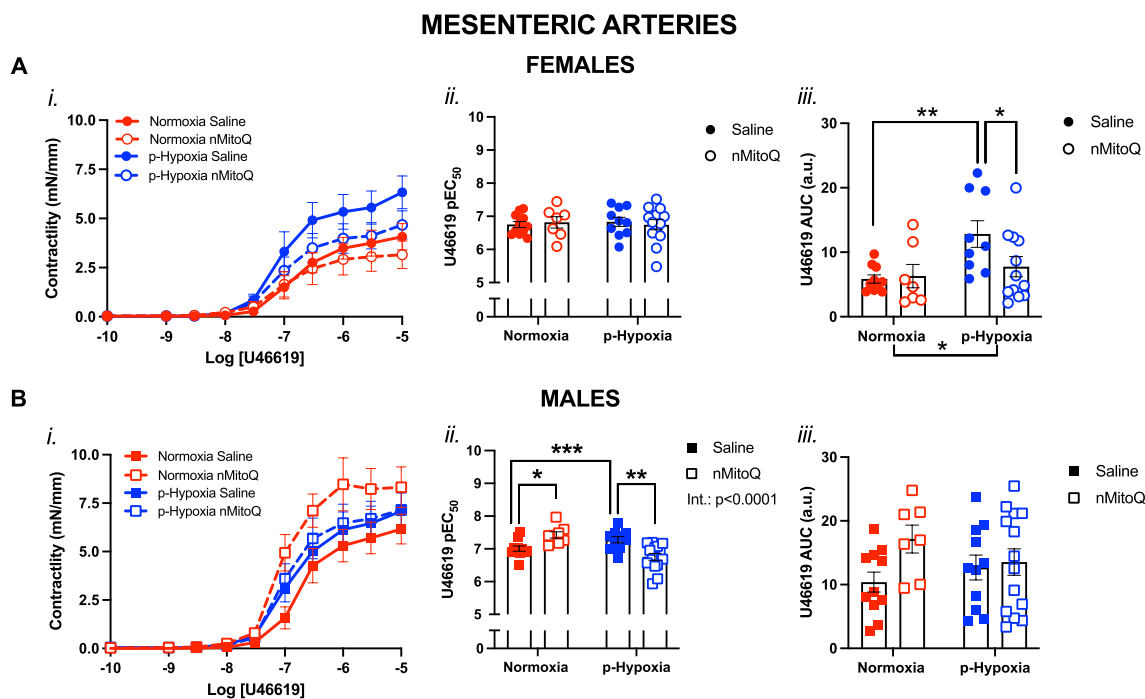 MESENTERIC ARTERIES
A
FEMALES
i.
Normoxia Saline
Normoxia nMitoQ
p-Hypoxia Saline
p-Hypoxia nMitoQ
Contractlity (mN/mm)
10.0
7.5
5.0
2.5
0.0
-10 -9 -8 -7 -6 -5
Log [U46619]
ii.
Saline
nMitoQ
U46619 pEC50
10
9
8
7
6
5
0
Normoxia p-Hypoxia
iii.
** *
Saline
nMitoQ
U46619 AUC (a.u.)
30
20
10
0
Normoxia p-Hypoxia
*
B
MALES
i.
Normoxia Saline
Normoxia nMitoQ
p-Hypoxia Saline
p-Hypoxia nMitoQ
Contractlity (mN/mm)
10.0
7.5
5.0
2.5
0.0
-10 -9 -8 -7 -6 -5
Log [U46619]
ii.
***
* **
Saline
nMitoQ
Int.: p<0.0001
U46619 pEC50
10
9
8
7
6
5
0
Normoxia p-Hypoxia
iii.
Saline
nMitoQ
U46619 AUC (a.u.)
30
20
10
0
Normoxia p-Hypoxia